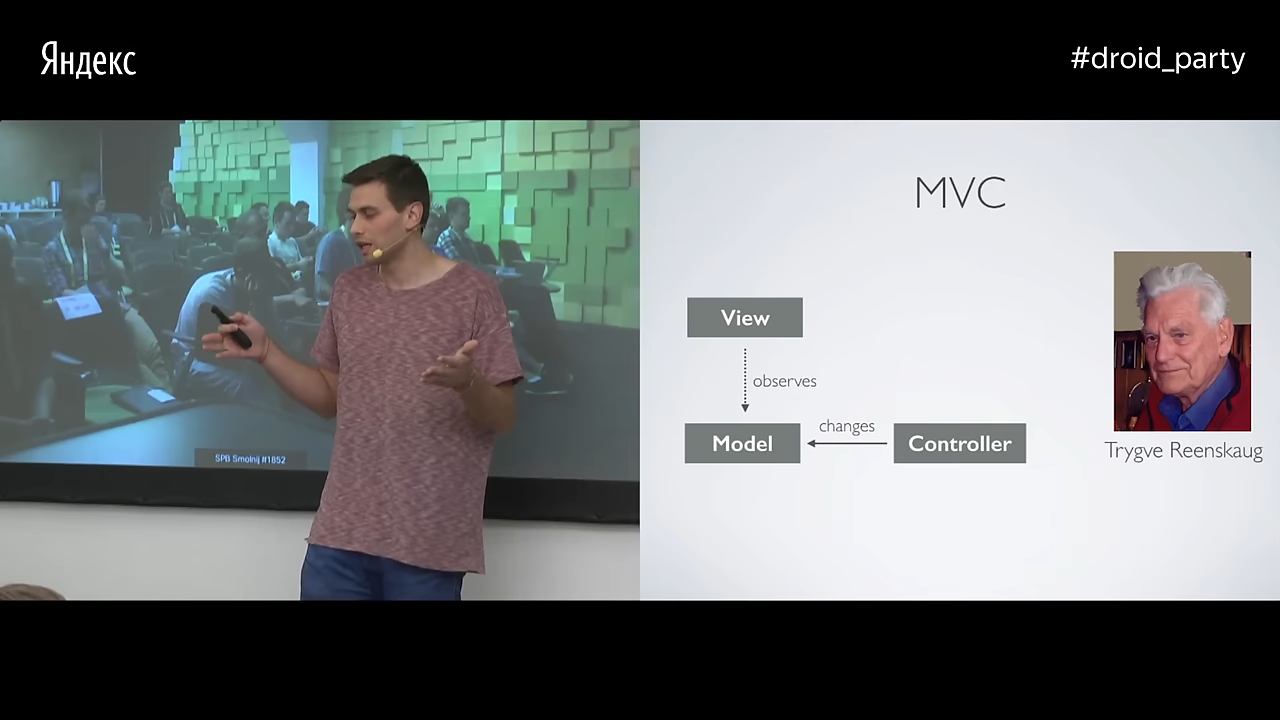 Яндекс
#droid_party
SPB Smolnij #1852
MVC
View
observes
changes
Model
Controller
Trygve Reenskaug